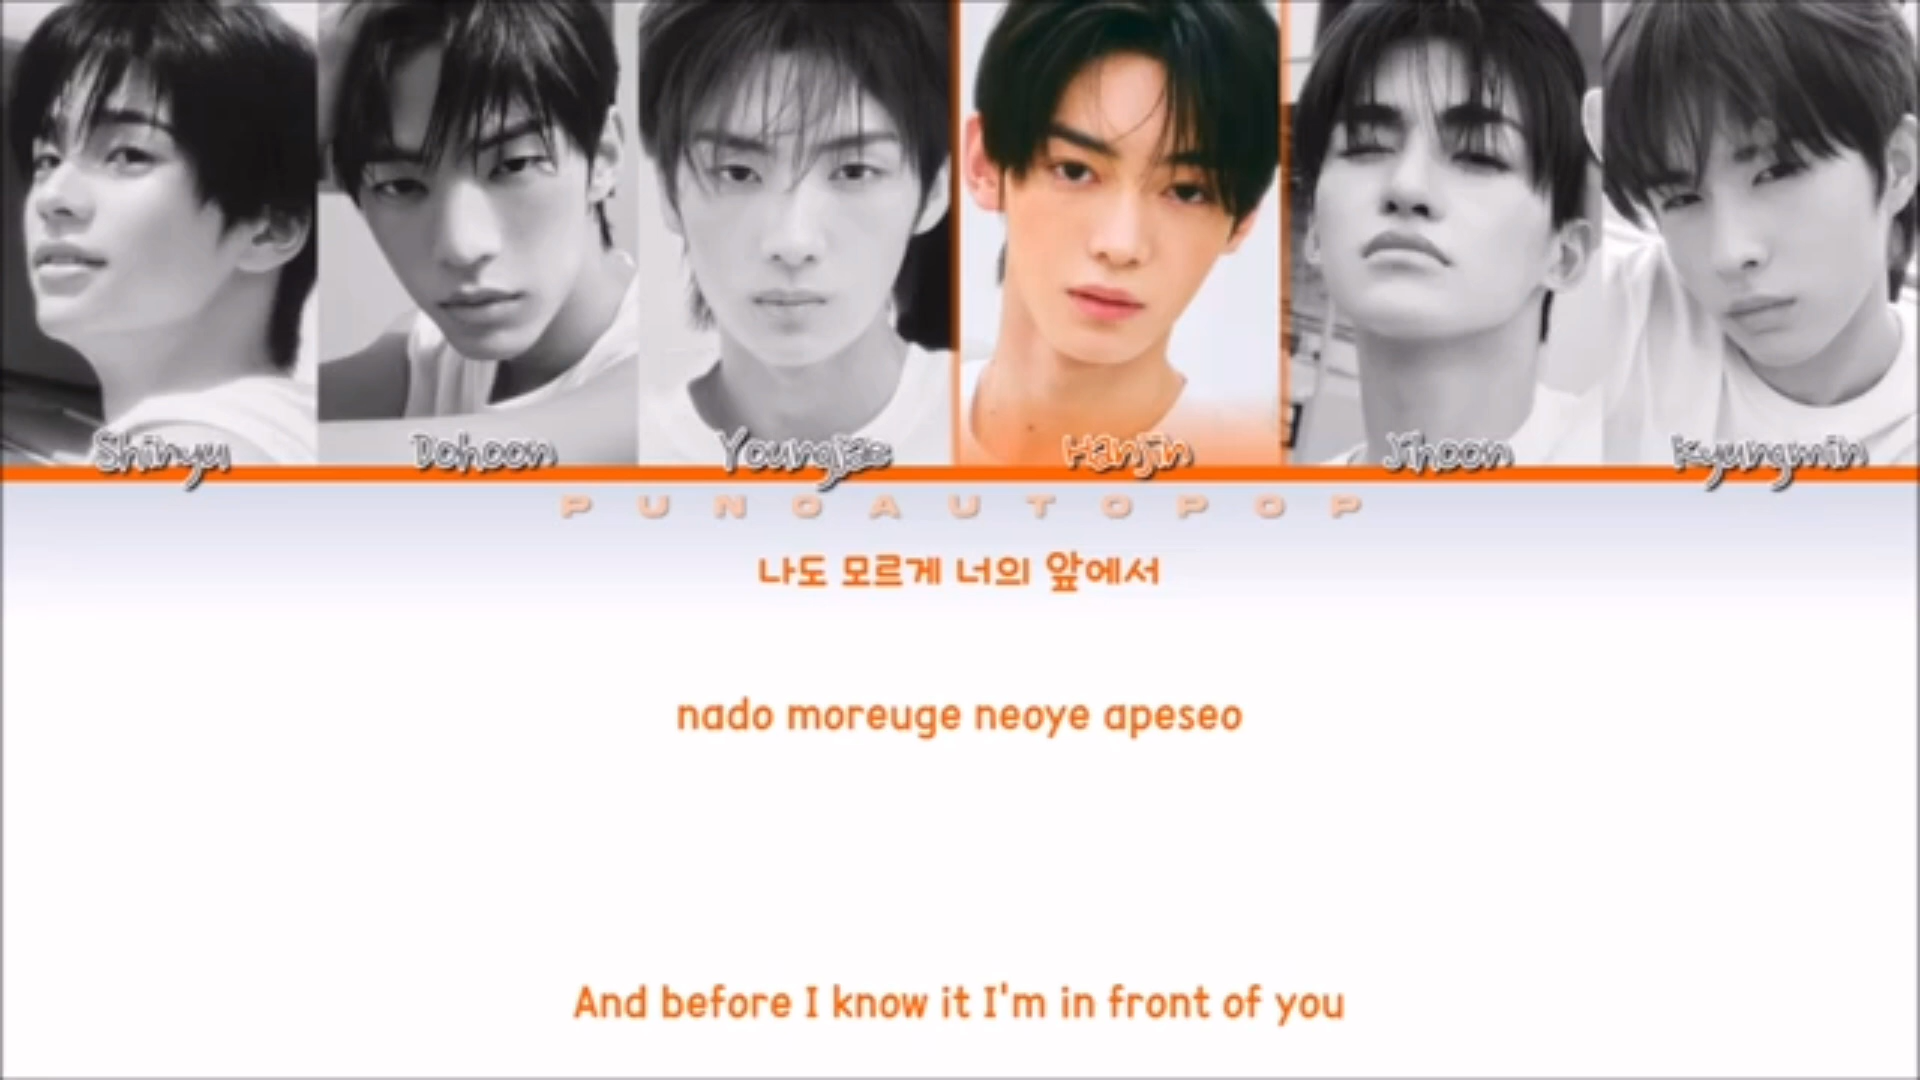 Shinyu Dohoon Youngjae Hanjin Jihoon Kyungmin
PUNOAUTOPOP
나도 모르게 너의 앞에서
nado moreuge neoye apeseo
And before I know it I'm in front of you